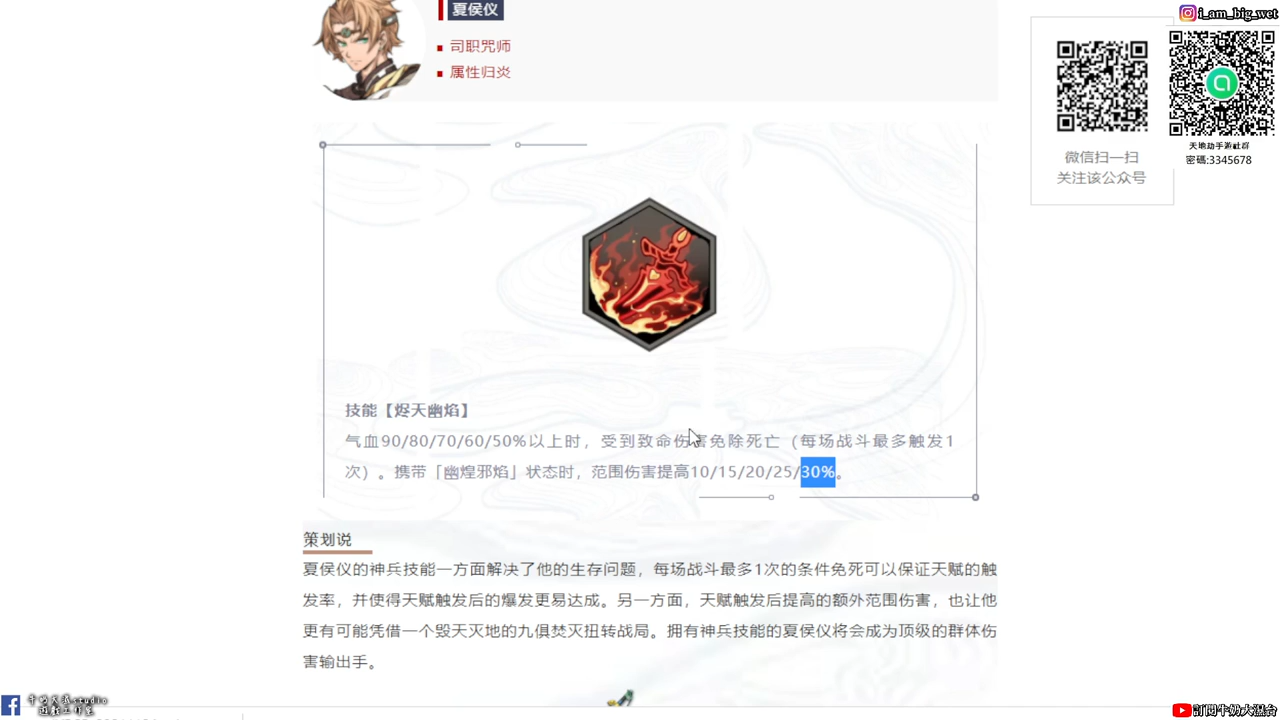 夏侯仪
司职咒师
属性归炎
i_am_big_wet
微信扫一扫
关注该公众号
天地劫手游社群
密碼:3345678
技能【烬天幽焰】
气血90/80/70/60/50%以上时，受到致命伤害免除死亡（每场战斗最多触发1
次）。携带「幽煌邪焰」状态时，范围伤害提高10/15/20/25/30%。
策划说
夏侯仪的神兵技能一方面解决了他的生存问题，每场战斗最多1次的条件免死可以保证天赋的触
发率，并使得天赋触发后的爆发更易达成。另一方面，天赋触发后提高的额外范围伤害，也让他
更有可能凭借一个毁天灭地的九俱焚灭扭转战局。拥有神兵技能的夏侯仪将会成为顶级的群体伤
害输出手。
studio
遊戲工作室
訂閱牛奶大混合